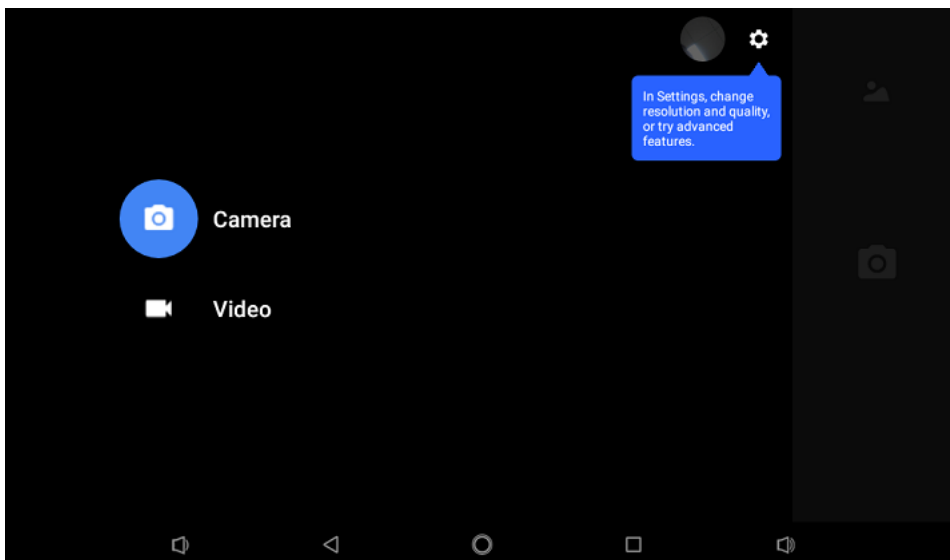 In Settings, change
resolution and quality,
or try advanced
features.
Camera
Video